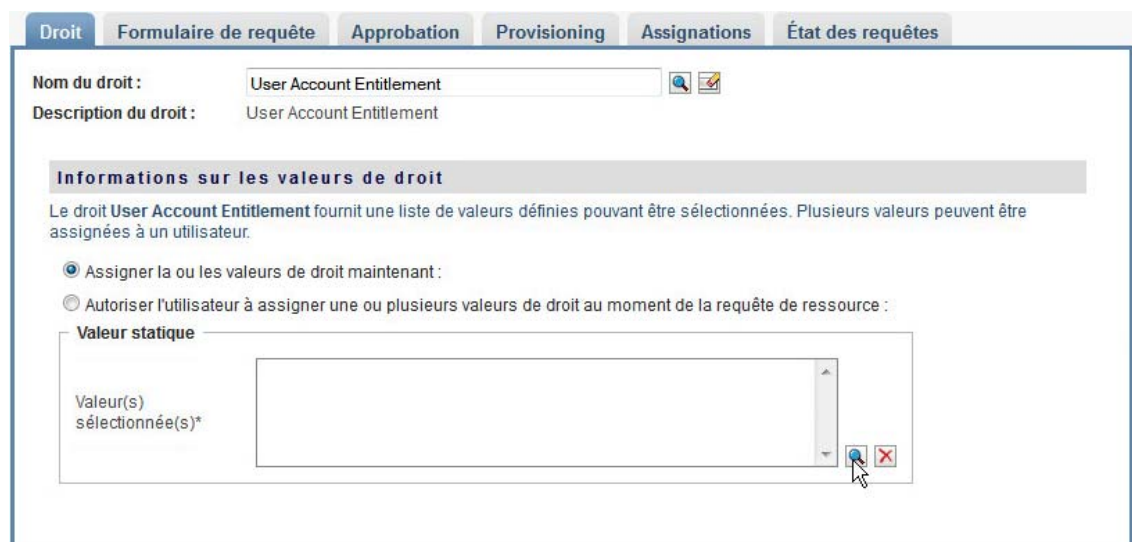 Droit Formulaire de requête Approbation Provisioning Assignations État des requêtes
Nom du droit : User Account Entitlement
Description du droit : User Account Entitlement
Informations sur les valeurs de droit
Le droit User Account Entitlement fournit une liste de valeurs définies pouvant être sélectionnées. Plusieurs valeurs peuvent être
assignées à un utilisateur.
Assigner la ou les valeurs de droit maintenant :
Autoriser l'utilisateur à assigner une ou plusieurs valeurs de droit au moment de la requête de ressource :
Valeur statique
Valeur(s)
sélectionnée(s)*